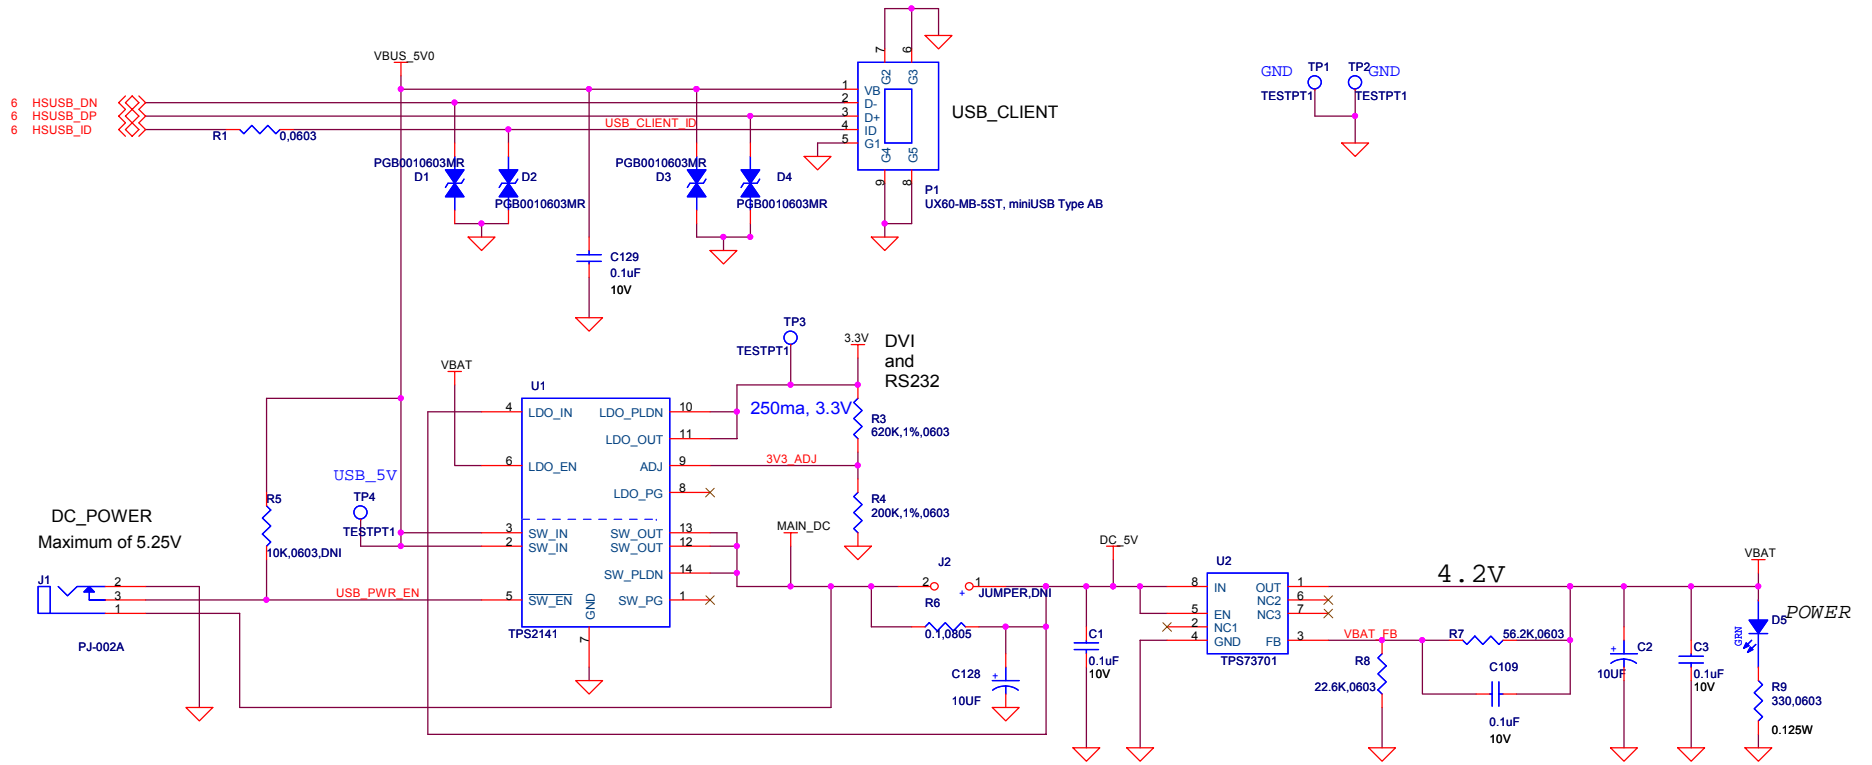 7 6
G2 G3
VBUS_5V0
GND TP1 TP2 GND
TESTPT1 TESTPT1
6 HSUSB_DN
6 HSUSB_DP
6 HSUSB_ID
R1 0,0603
USB_CLIENT_ID
1 VB
2 D-
3 D+
4 ID
5 G1
G4 G5
9 8
USB_CLIENT
P1
UX60-MB-5ST, miniUSB Type AB
PGB0010603MR
D1
D2
PGB0010603MR
PGB0010603MR
D3
D4
PGB0010603MR
C129
0.1uF
10V
TP3
TESTPT1
3.3V
DVI
and
RS232
VBAT
U1
4 LDO_IN LDO_PLDN 10
LDO_OUT 11
6 LDO_EN ADJ 9
LDO_PG 8
3 SW_IN SW_OUT 13
2 SW_IN SW_OUT 12
SW_PLDN 14
5 SW_EN SW_PG 1
GND
7
TPS2141
250ma, 3.3V
R3
620K,1%,0603
3V3_ADJ
R4
200K,1%,0603
USB_5V
TP4
TESTPT1
R5
10K,0603,DNI
DC_POWER
Maximum of 5.25V
J1
2
3
1
PJ-002A
USB_PWR_EN
MAIN_DC
J2
2 1
+ JUMPER,DNI
R6
0.1,0805
C128
+
10UF
DC_5V
C1
0.1uF
10V
U2
8 IN OUT 1
NC2 6
5 EN NC3 7
2 NC1
4 GND FB 3
TPS73701
4.2V
VBAT_FB
R7 56.2K,0603
R8
22.6K,0603
C109
0.1uF
10V
C2
+
10UF
C3
0.1uF
10V
VBAT
D5
POWER
GRN
R9
330,0603
0.125W